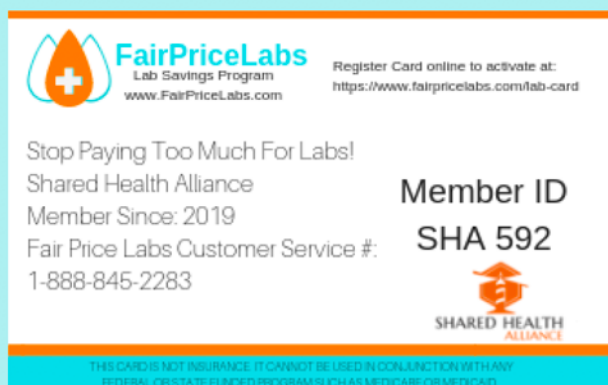 FairPriceLabs
Lab Savings Program
www.FairPriceLabs.com
Register Card online to activate at:
https://www.fairpricelabs.com/lab-card
Stop Paying Too Much For Labs!
Shared Health Alliance
Member Since: 2019
Fair Price Labs Customer Service #:
1-888-845-2283
Member ID
SHA 592
SHARED HEALTH
ALLIANCE
THIS CARD IS NOT INSURANCE. IT CANNOT BE USED IN CONJUNCTION WITH ANY
FEDERAL OR STATE FUNDED PROGRAM SUCH AS MEDICARE OR MEDICAID